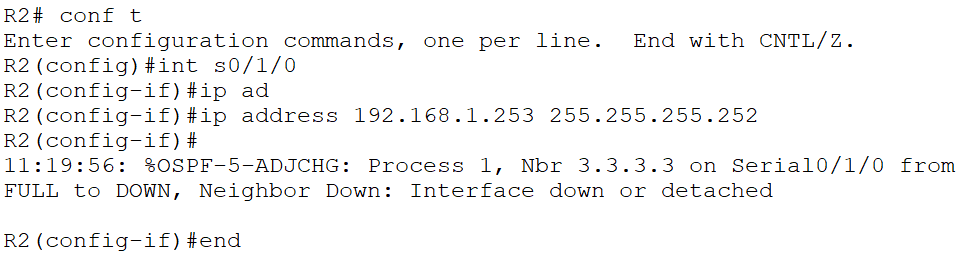 R2# conf t
Enter configuration commands, one per line.  End with CNTL/Z.
R2(config)#int s0/1/0
R2(config-if)#ip ad
R2(config-if)#ip address 192.168.1.253 255.255.255.252
R2(config-if)#
11:19:56: %OSPF-5-ADJCHG: Process 1, Nbr 3.3.3.3 on Serial0/1/0 from
FULL to DOWN, Neighbor Down: Interface down or detached

R2(config-if)#end